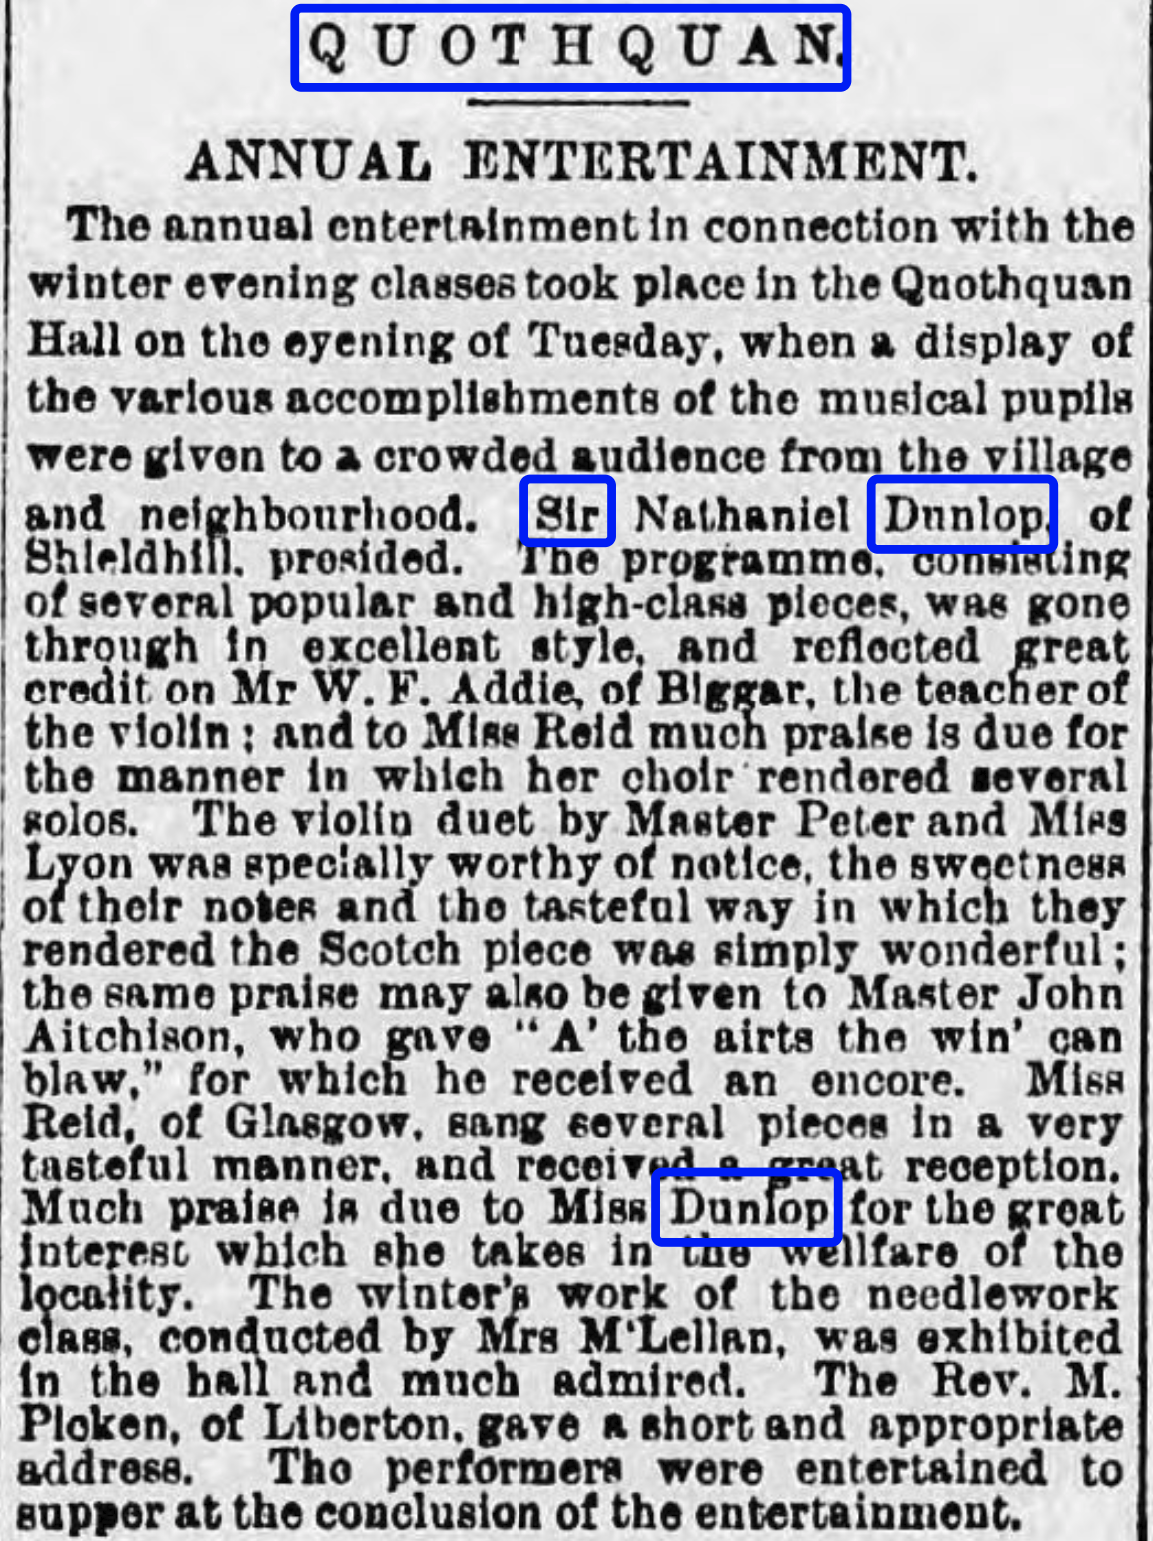 QUOTHQUAN.
ANNUAL ENTERTAINMENT.
The annual entertainment in connection with the
winter evening classes took place in the Quothquan
Hall on the eyening of Tuesday, when a display of
the various accomplishments of the musical pupils
were given to a crowded audience from the village
and neighbourhood. Sir Nathaniel Dunlop, of
Shieldhill, presided. The programme, consisting
of several popular and high-class pieces, was gone
through in excellent style, and reflected great
credit on Mr W. F. Addie, of Biggar, the teacher of
the violin; and to Miss Reid much praise is due for
the manner in which her choir rendered several
solos. The violin duet by Master Peter and Miss
Lyon was specially worthy of notice, the sweetness
of their notes and the tasteful way in which they
rendered the Scotch piece was simply wonderful;
the same praise may also be given to Master John
Aitchison, who gave "A' the airts the win' can
blaw," for which he received an encore. Miss
Reid, of Glasgow, sang several pieces in a very
tasteful manner, and received a great reception.
Much praise is due to Miss Dunlop for the great
interest which she takes in the wellfare of the
locality. The winter's work of the needlework
class, conducted by Mrs M'Lellan, was exhibited
in the hall and much admired. The Rev. M.
Picken, of Liberton, gave a short and appropriate
address. The performers were entertained to
supper at the conclusion of the entertainment.